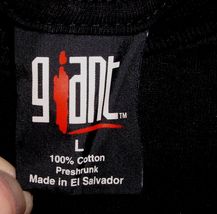 giant™
L
100% Cotton
Preshrunk
Made in El Salvador